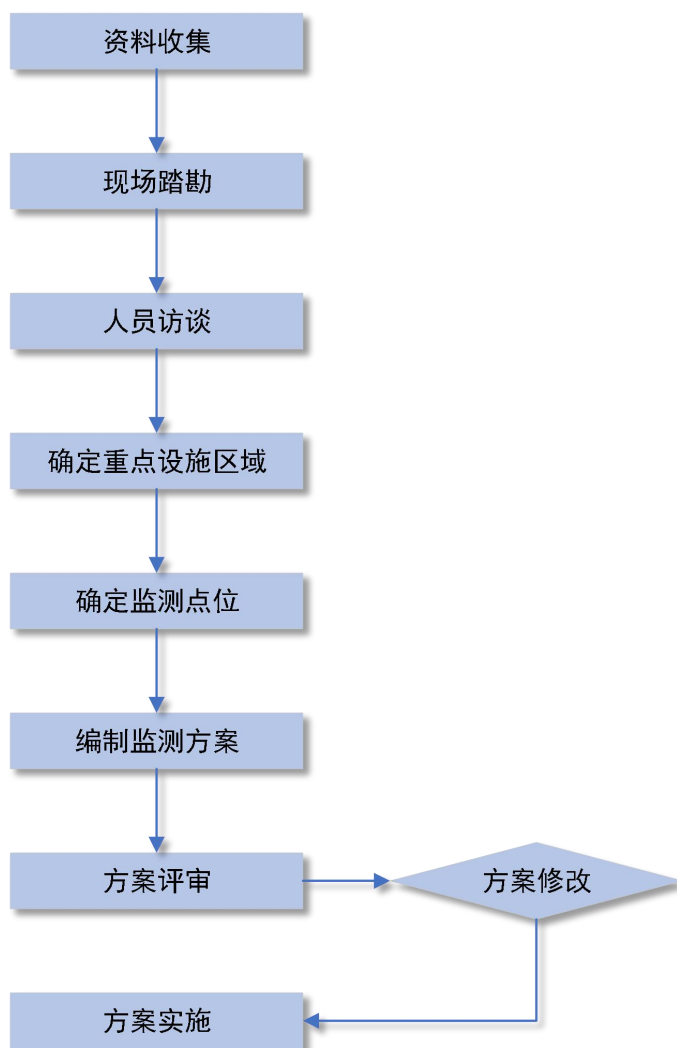 资料收集
现场踏勘
人员访谈
确定重点设施区域
确定监测点位
编制监测方案
方案评审
方案修改
方案实施